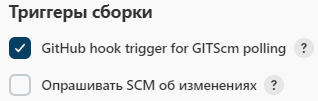 Триггеры сборки
GitHub hook trigger for GITScm polling ?
Опрашивать SCM об изменениях ?